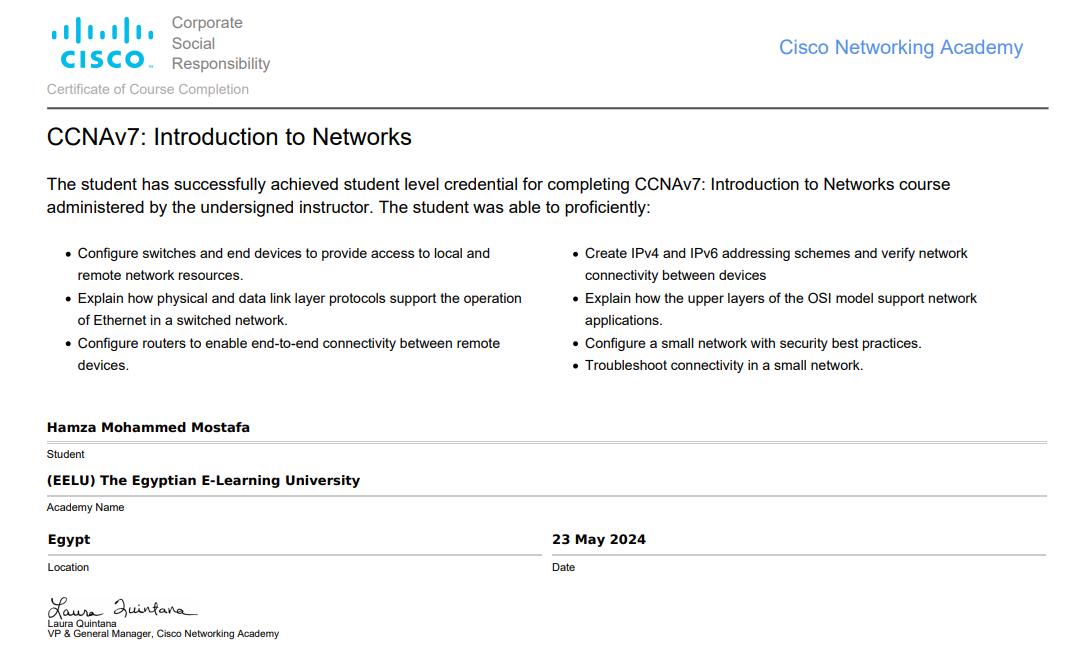 CISCO
Corporate
Social
Responsibility
Cisco Networking Academy
Certificate of Course Completion
CCNAv7: Introduction to Networks
The student has successfully achieved student level credential for completing CCNAv7: Introduction to Networks course
administered by the undersigned instructor. The student was able to proficiently:
• Configure switches and end devices to provide access to local and
remote network resources.
• Explain how physical and data link layer protocols support the operation
of Ethernet in a switched network.
• Configure routers to enable end-to-end connectivity between remote
devices.
• Create IPv4 and IPv6 addressing schemes and verify network
connectivity between devices
• Explain how the upper layers of the OSI model support network
applications.
• Configure a small network with security best practices.
• Troubleshoot connectivity in a small network.
Hamza Mohammed Mostafa
Student
(EELU) The Egyptian E-Learning University
Academy Name
Egypt
Location
23 May 2024
Date
Laura Quintana
Laura Quintana
VP & General Manager, Cisco Networking Academy